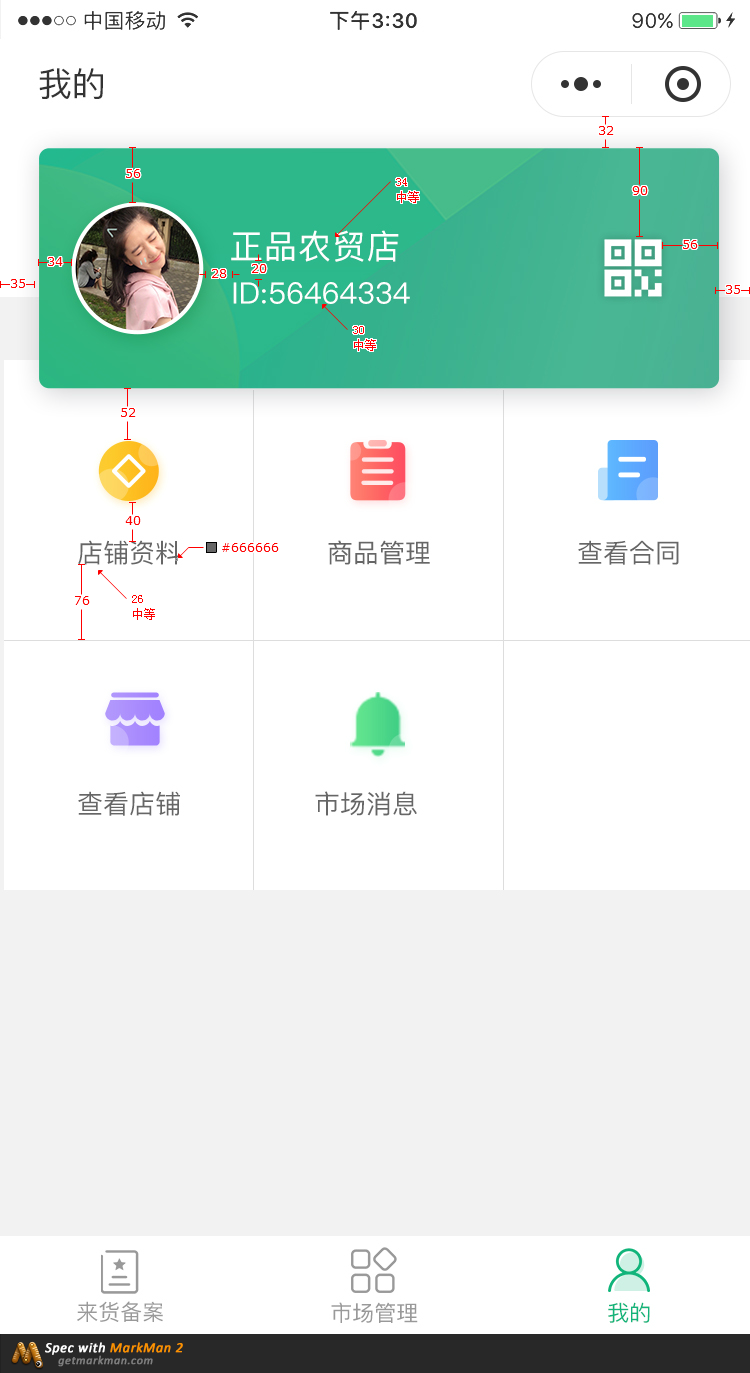 中国移动 下午3:30 90%
我的
32
56
34
中等
90
正品农贸店
56
34
28
20
35
ID:56464334
35
30
中等
52
40
店铺资料
#666666
商品管理
查看合同
76
26
中等
查看店铺
市场消息
来货备案
市场管理
我的
Spec with MarkMan 2
getmarkman.com